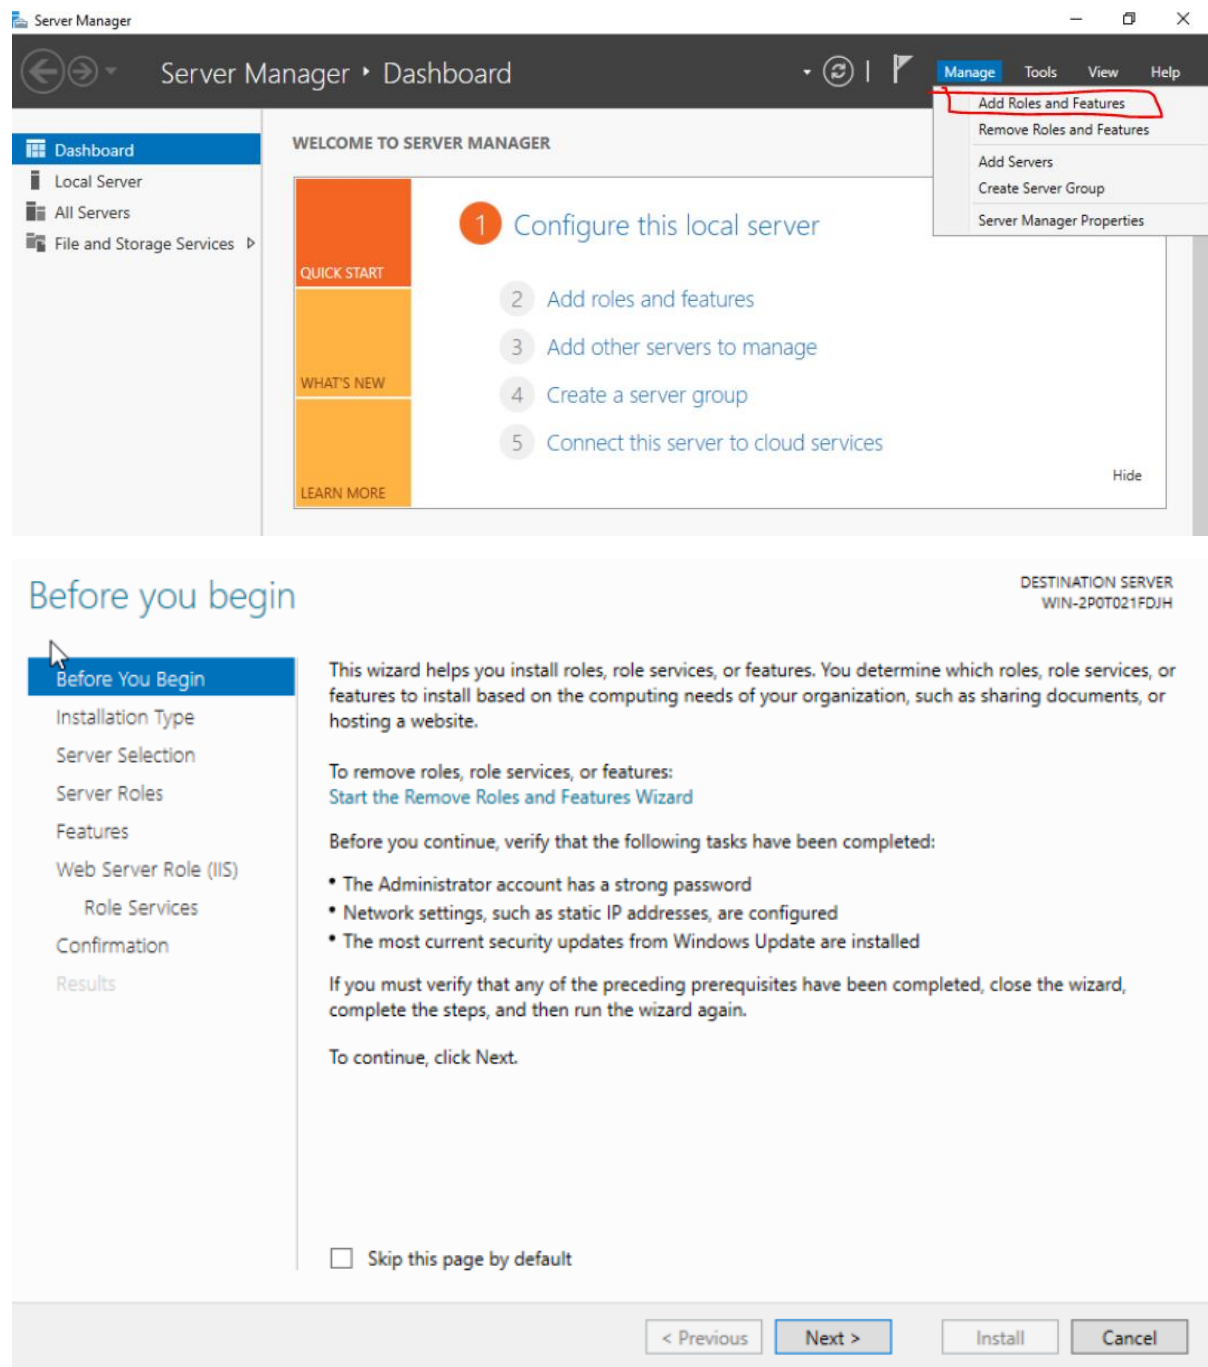 Server Manager
Server Manager ‣ Dashboard
Manage Tools View Help
Add Roles and Features
Remove Roles and Features
Add Servers
Create Server Group
Server Manager Properties
Dashboard
Local Server
All Servers
File and Storage Services
WELCOME TO SERVER MANAGER
QUICK START
WHAT'S NEW
LEARN MORE
1 Configure this local server
2 Add roles and features
3 Add other servers to manage
4 Create a server group
5 Connect this server to cloud services
Hide
Before you begin
DESTINATION SERVER
WIN-2P0T021FDJH
Before You Begin
Installation Type
Server Selection
Server Roles
Features
Web Server Role (IIS)
Role Services
Confirmation
Results
This wizard helps you install roles, role services, or features. You determine which roles, role services, or
features to install based on the computing needs of your organization, such as sharing documents, or
hosting a website.
To remove roles, role services, or features:
Start the Remove Roles and Features Wizard
Before you continue, verify that the following tasks have been completed:
• The Administrator account has a strong password
• Network settings, such as static IP addresses, are configured
• The most current security updates from Windows Update are installed
If you must verify that any of the preceding prerequisites have been completed, close the wizard,
complete the steps, and then run the wizard again.
To continue, click Next.
Skip this page by default
< Previous Next > Install Cancel